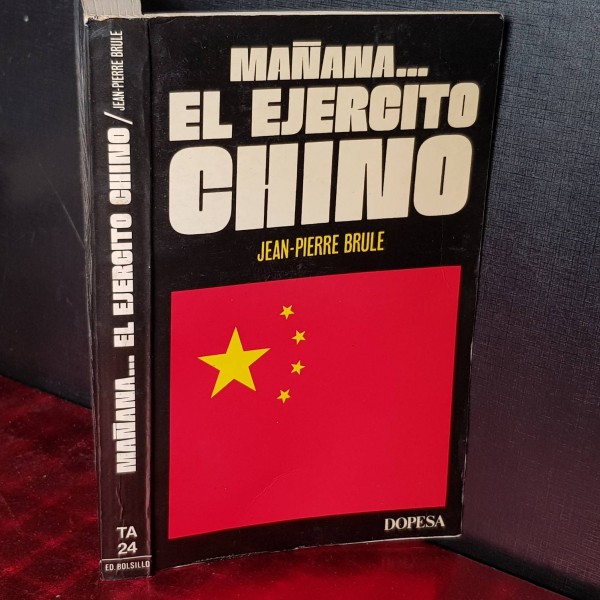 MAÑANA... EL EJERCITO CHINO / JEAN-PIERRE BRULE
TA
24
ED. BOLSILLO
MAÑANA...
EL EJERCITO
CHINO
JEAN-PIERRE BRULE
DOPESA